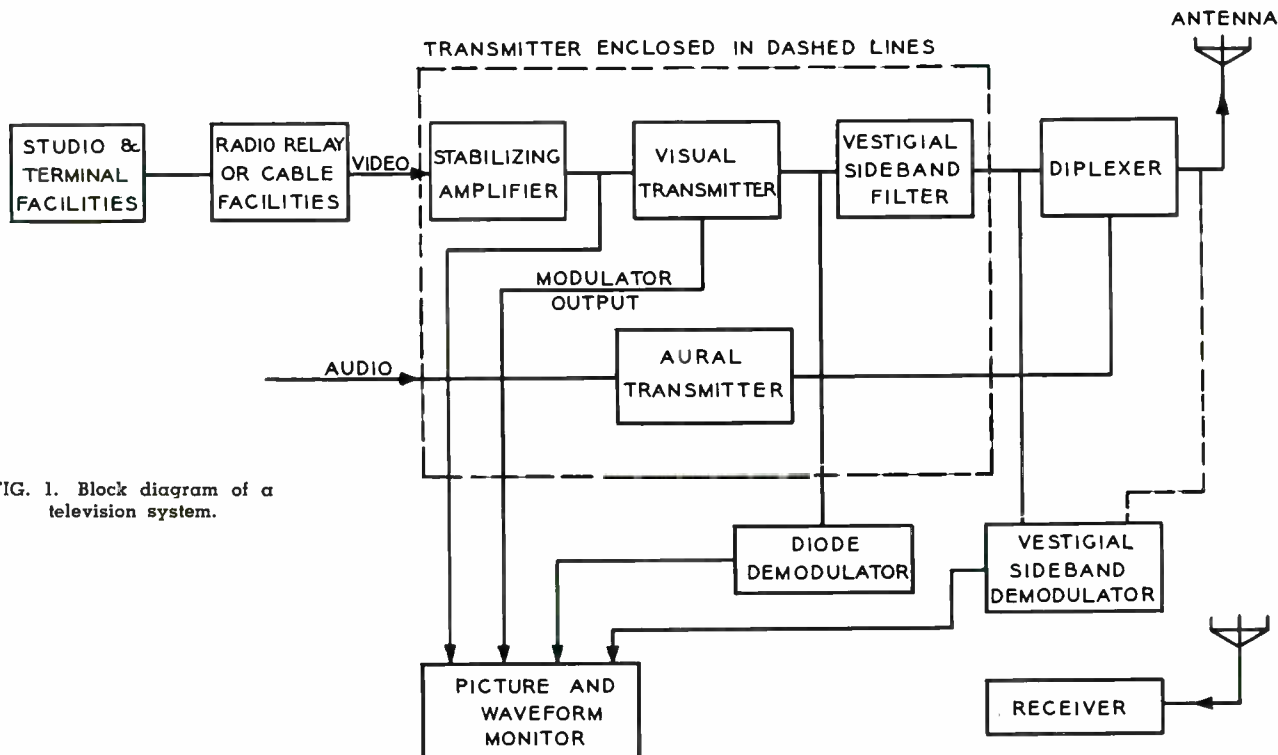 ANTENNA
TRANSMITTER ENCLOSED IN DASHED LINES
STUDIO &
TERMINAL
FACILITIES
RADIO RELAY
OR CABLE
FACILITIES
VIDEO
STABILIZING
AMPLIFIER
VISUAL
TRANSMITTER
VESTIGIAL
SIDEBAND
FILTER
DIPLEXER
MODULATOR
OUTPUT
AUDIO
AURAL
TRANSMITTER
FIG. 1. Block diagram of a
television system.
DIODE
DEMODULATOR
VESTIGIAL
SIDEBAND
DEMODULATOR
PICTURE AND
WAVEFORM
MONITOR
RECEIVER